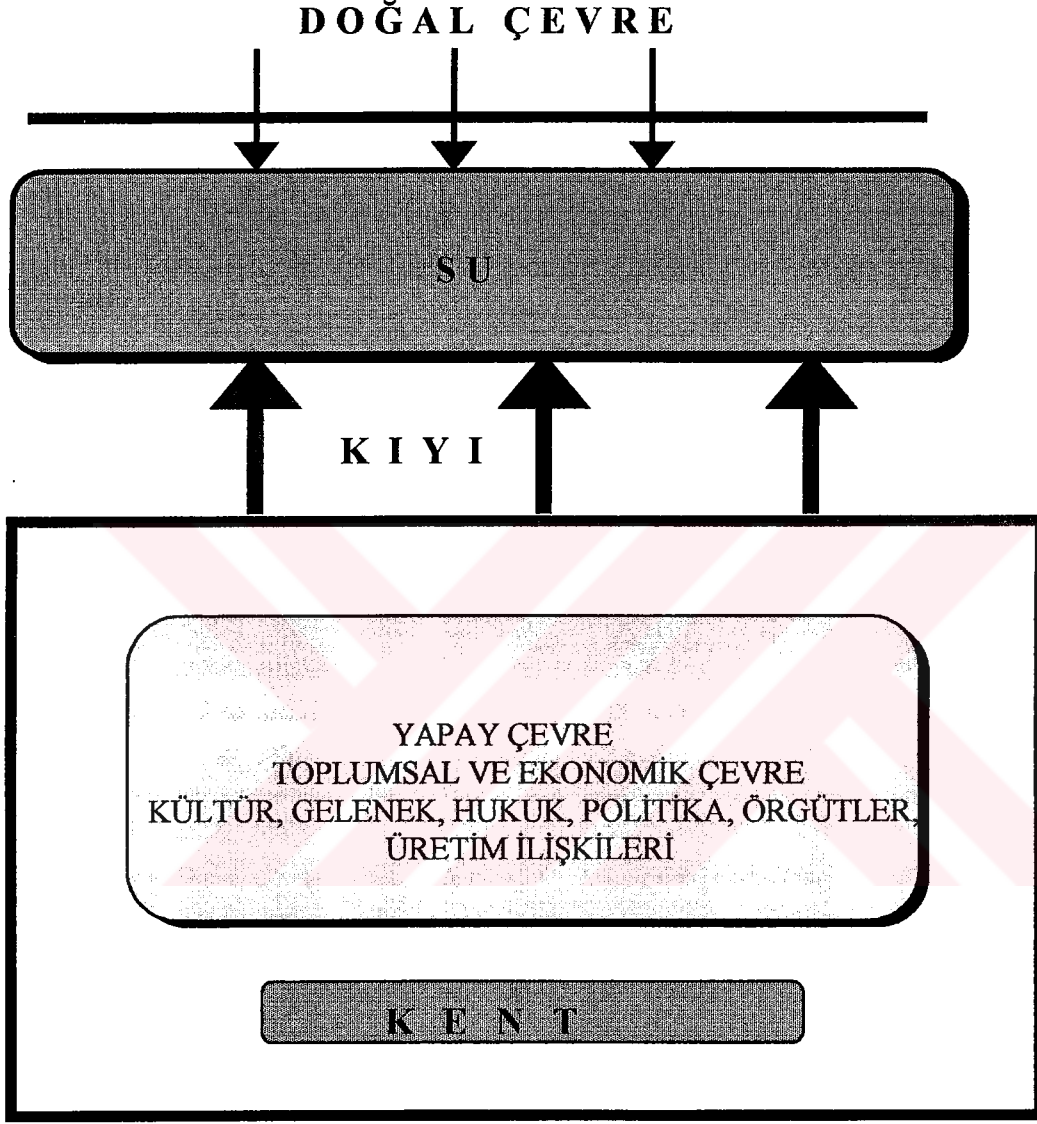 DOĞAL ÇEVRE
SU
KIYI
YAPAY ÇEVRE
TOPLUMSAL VE EKONOMİK ÇEVRE
KÜLTÜR, GELENEK, HUKUK, POLİTİKA, ÖRGÜTLER,
ÜRETİM İLİŞKİLERİ
KENT